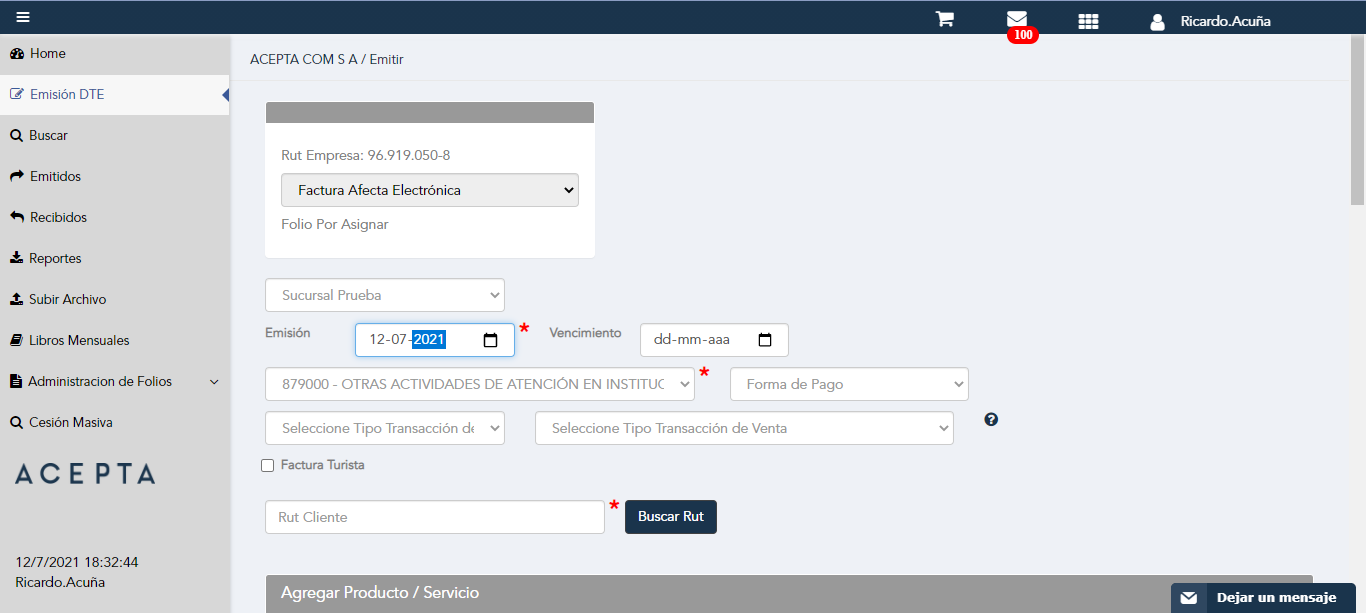 100
Ricardo.Acuña
Home
Emisión DTE
Buscar
Emitidos
Recibidos
Reportes
Subir Archivo
Libros Mensuales
Administracion de Folios
Cesión Masiva
ACEPTA
12/7/2021 18:32:44
Ricardo.Acuña
ACEPTA COM S A / Emitir
Rut Empresa: 96.919.050-8
Factura Afecta Electrónica
Folio Por Asignar
Sucursal Prueba
Emisión 12-07-2021 * Vencimiento dd-mm-aaa
879000 - OTRAS ACTIVIDADES DE ATENCIÓN EN INSTITUC * Forma de Pago
Seleccione Tipo Transacción de Seleccione Tipo Transacción de Venta ?
Factura Turista
Rut Cliente * Buscar Rut
Agregar Producto / Servicio
Dejar un mensaje